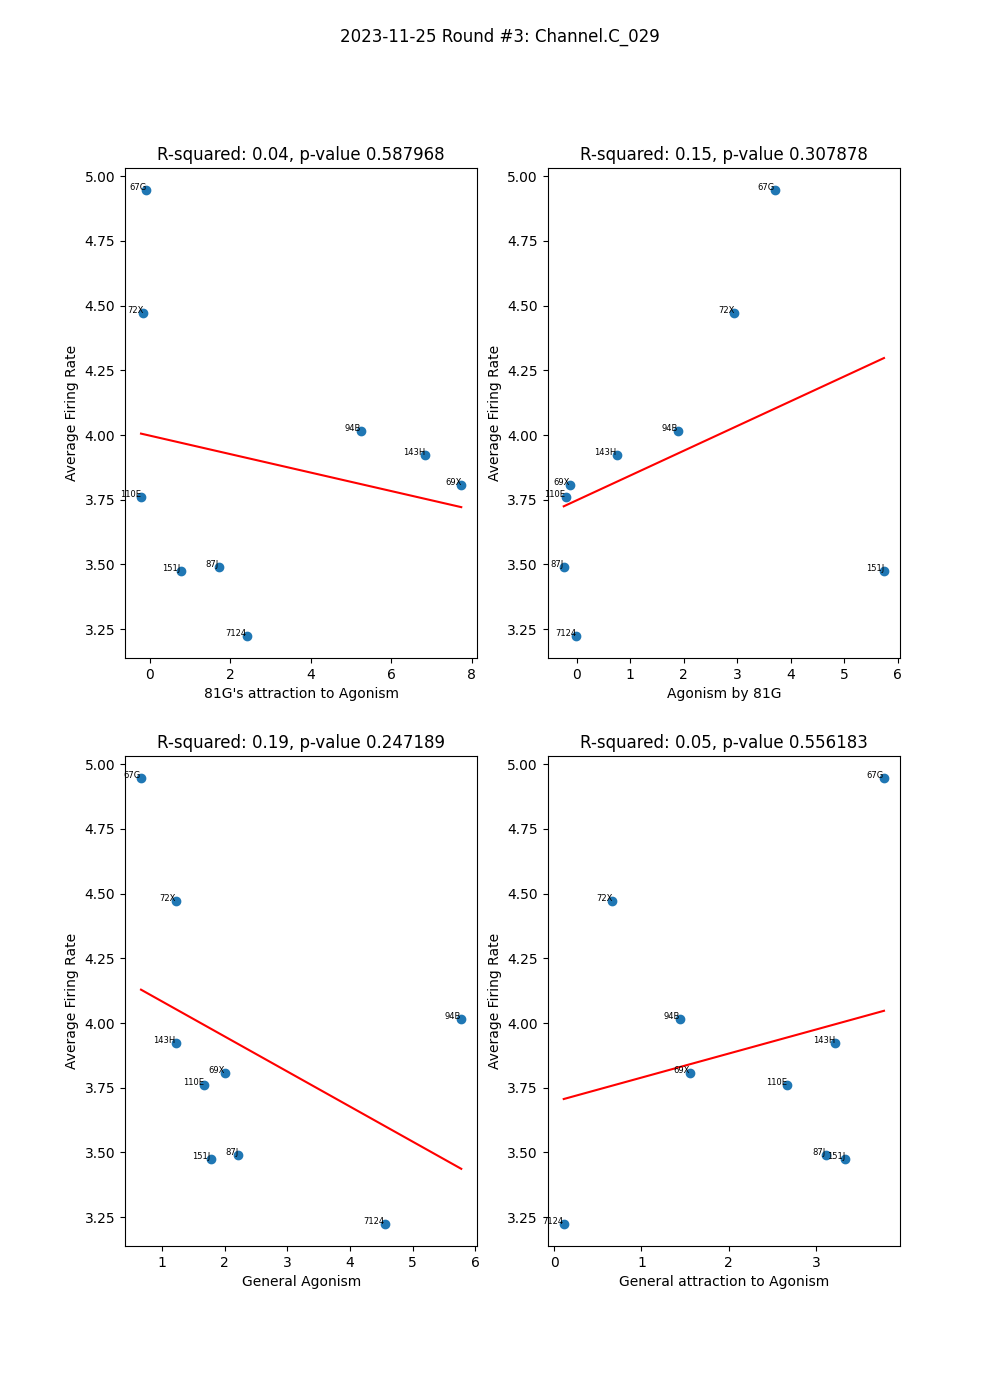 2023-11-25 Round #3: Channel.C_029
R-squared: 0.04, p-value 0.587968
5.00
4.75
4.50
4.25
4.00
3.75
3.50
3.25
Average Firing Rate
67G
72X
94B
143H
69X
110E
151J
87J
7124
0 2 4 6 8
81G's attraction to Agonism
R-squared: 0.15, p-value 0.307878
5.00
4.75
4.50
4.25
4.00
3.75
3.50
3.25
Average Firing Rate
67G
72X
94B
143H
69X
110E
87J
151J
7124
0 1 2 3 4 5 6
Agonism by 81G
R-squared: 0.19, p-value 0.247189
5.00
4.75
4.50
4.25
4.00
3.75
3.50
3.25
Average Firing Rate
67G
72X
94B
143H
69X
110E
151J
87J
7124
1 2 3 4 5 6
General Agonism
R-squared: 0.05, p-value 0.556183
5.00
4.75
4.50
4.25
4.00
3.75
3.50
3.25
Average Firing Rate
67G
72X
94B
143H
69X
110E
87J
151J
7124
0 1 2 3
General attraction to Agonism